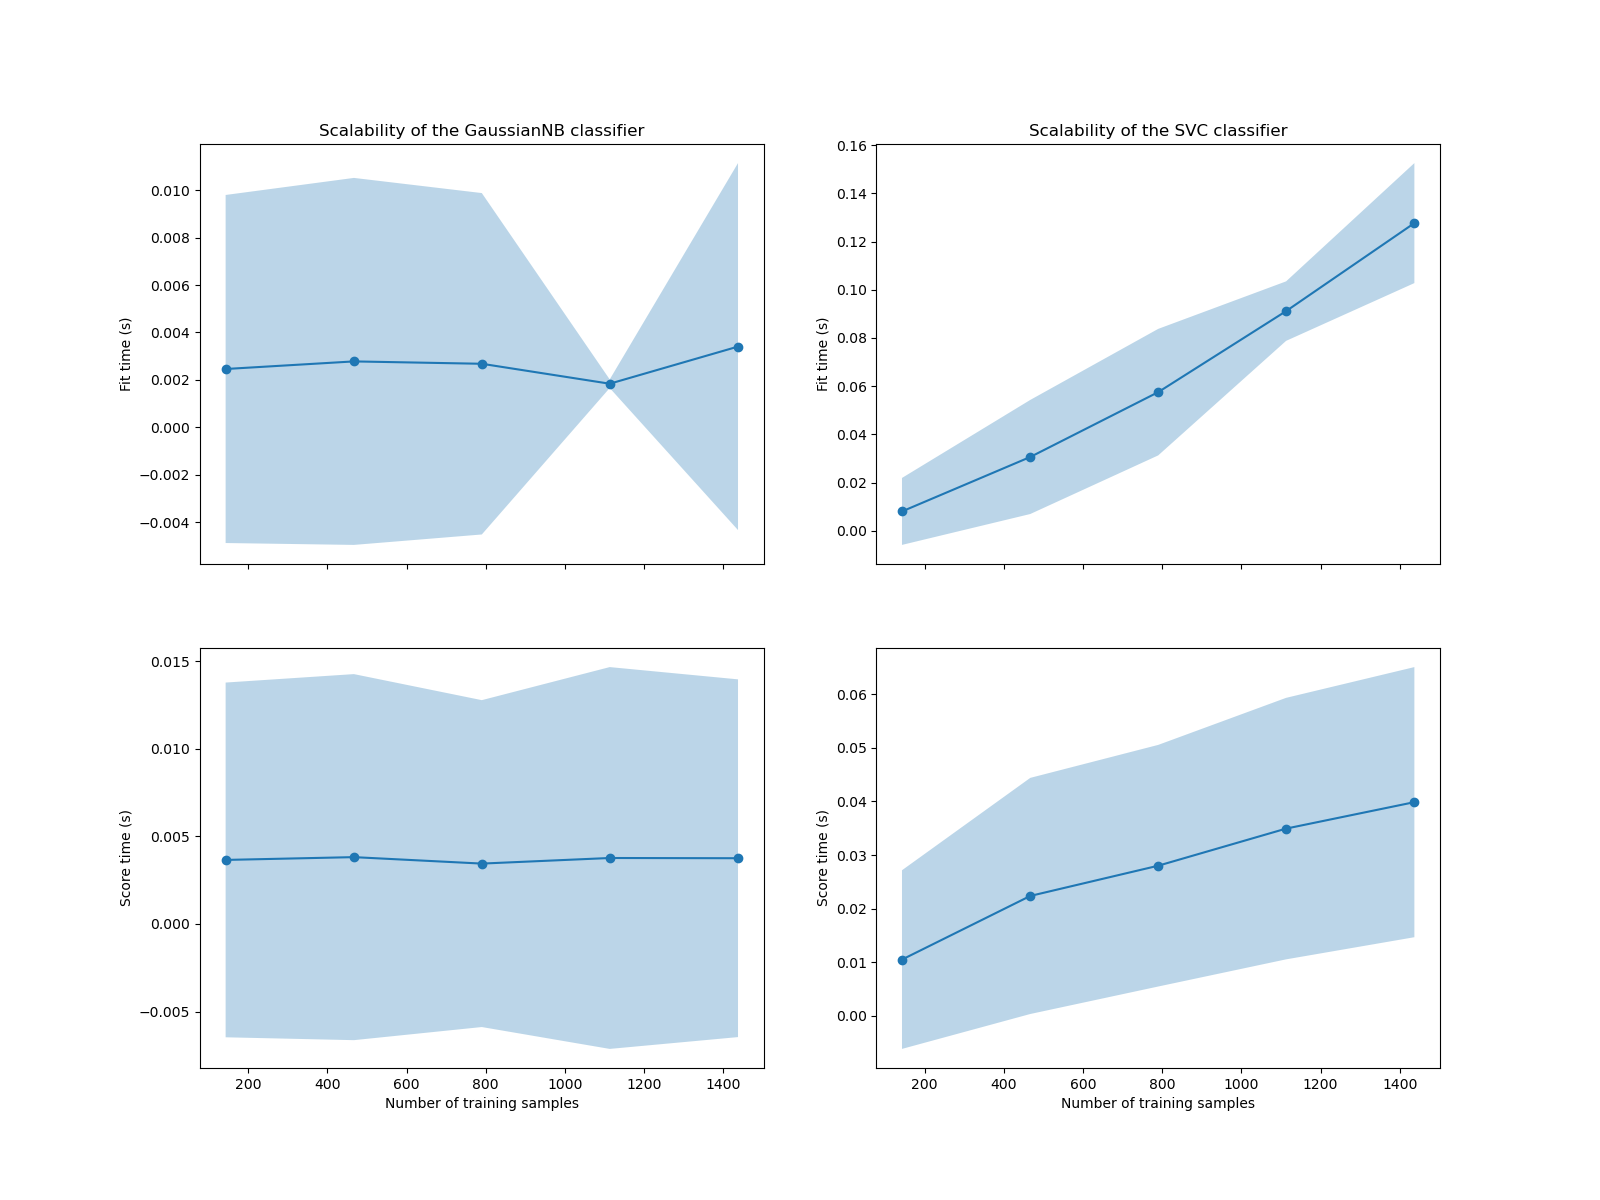 Scalability of the GaussianNB classifier
0.010
0.008
0.006
0.004
0.002
0.000
−0.002
−0.004
Fit time (s)
Scalability of the SVC classifier
0.16
0.14
0.12
0.10
0.08
0.06
0.04
0.02
0.00
Fit time (s)
0.015
0.010
0.005
0.000
−0.005
Score time (s)
200 400 600 800 1000 1200 1400
Number of training samples
0.06
0.05
0.04
0.03
0.02
0.01
0.00
Score time (s)
200 400 600 800 1000 1200 1400
Number of training samples